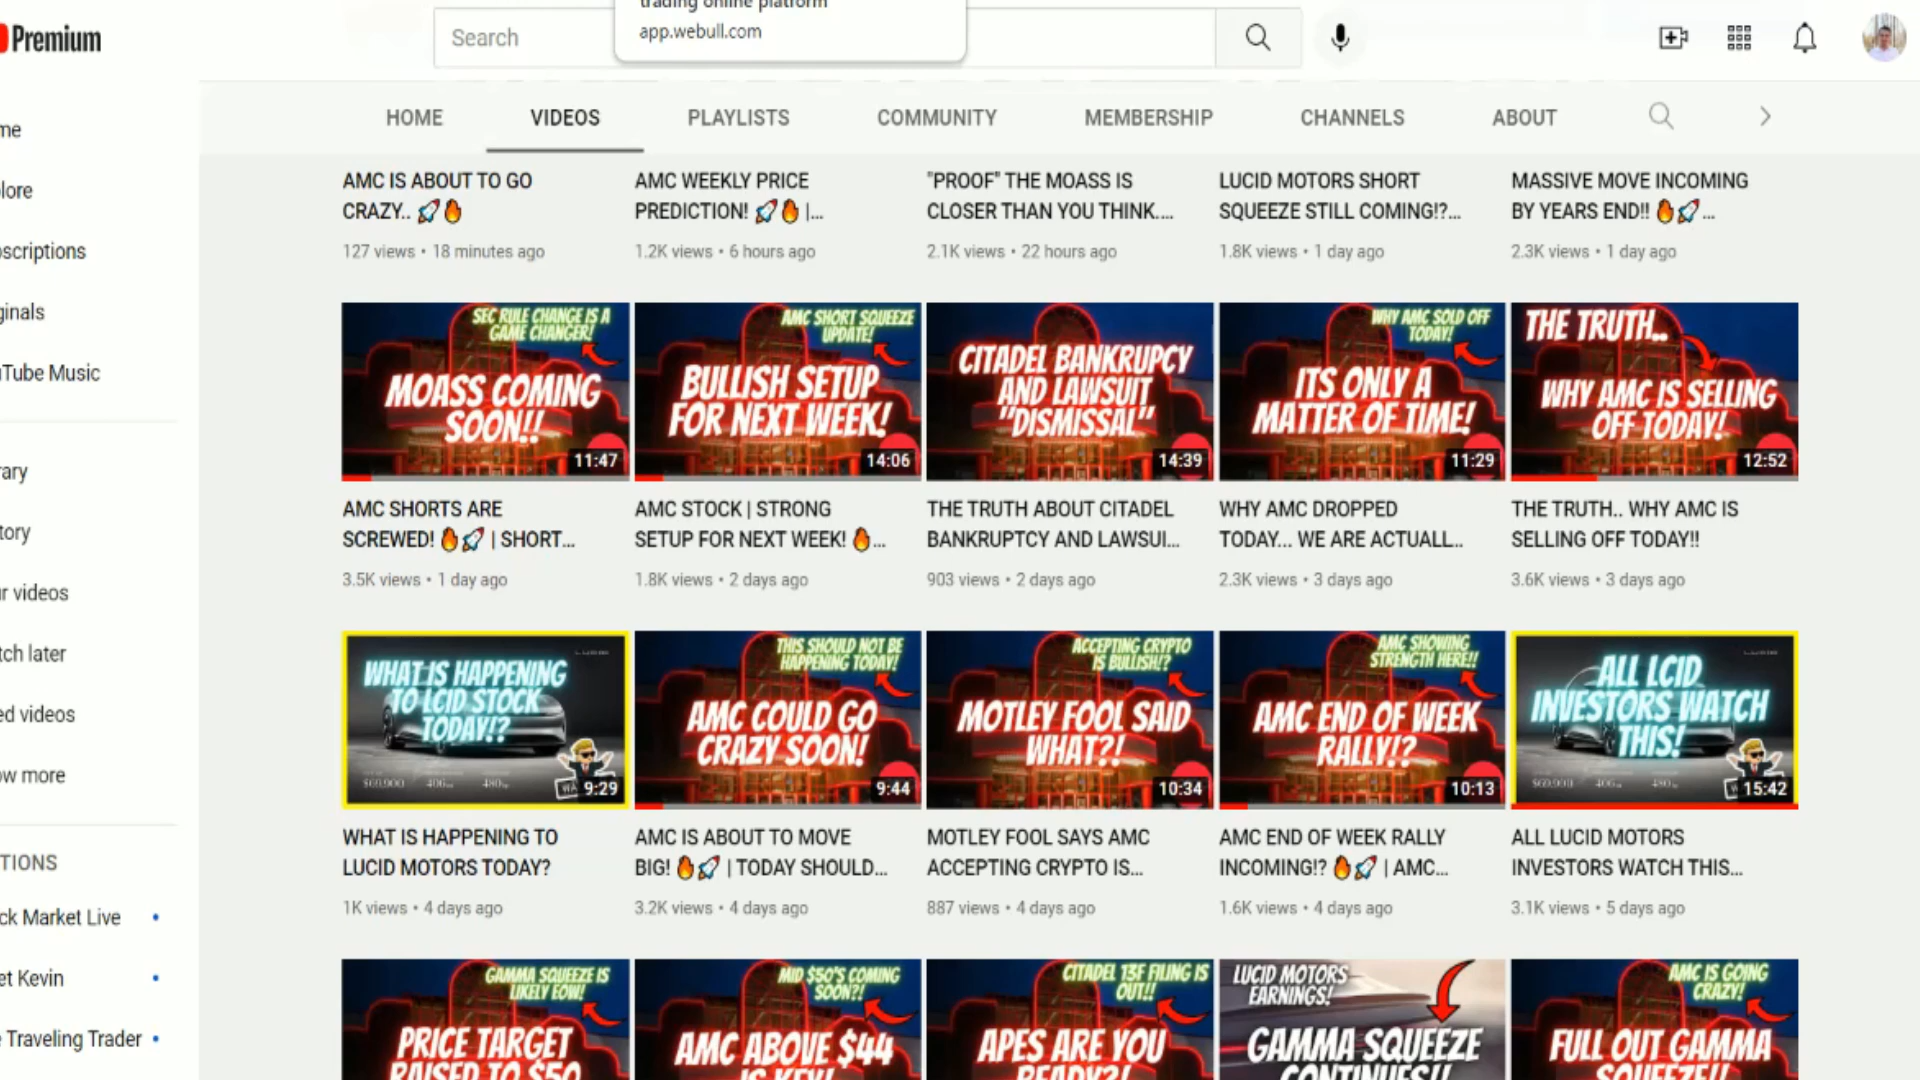 trading online platform
app.webull.com
Premium
Search
HOME
VIDEOS
PLAYLISTS
COMMUNITY
MEMBERSHIP
CHANNELS
ABOUT
me
lore
scriptions
ginals
Tube Music
rary
tory
r videos
tch later
ed videos
ow more
TIONS
ck Market Live
et Kevin
e Traveling Trader
AMC IS ABOUT TO GO
CRAZY.. 🚀🔥
127 views • 18 minutes ago
AMC WEEKLY PRICE
PREDICTION! 🚀🔥 |...
1.2K views • 6 hours ago
"PROOF" THE MOASS IS
CLOSER THAN YOU THINK....
2.1K views • 22 hours ago
LUCID MOTORS SHORT
SQUEEZE STILL COMING!?...
1.8K views • 1 day ago
MASSIVE MOVE INCOMING
BY YEARS END!! 🔥🚀...
2.3K views • 1 day ago
SEC RULE CHANGE IS A
GAME CHANGER!
MOASS COMING
SOON!!
11:47
AMC SHORTS ARE
SCREWED! 🔥🚀 | SHORT...
3.5K views • 1 day ago
AMC SHORT SQUEEZE
UPDATE!
BULLISH SETUP
FOR NEXT WEEK!
14:06
AMC STOCK | STRONG
SETUP FOR NEXT WEEK! 🔥...
1.8K views • 2 days ago
CITADEL BANKRUPCY
AND LAWSUIT
"DISMISSAL"
14:39
THE TRUTH ABOUT CITADEL
BANKRUPTCY AND LAWSUI...
903 views • 2 days ago
WHY AMC SOLD OFF
TODAY!
ITS ONLY A
MATTER OF TIME!
11:29
WHY AMC DROPPED
TODAY... WE ARE ACTUALL...
2.3K views • 3 days ago
THE TRUTH..
WHY AMC IS SELLING
OFF TODAY!
12:52
THE TRUTH.. WHY AMC IS
SELLING OFF TODAY!!
3.6K views • 3 days ago
WHAT IS HAPPENING
TO LCID STOCK
TODAY!?
$69,900 406 480
9:29
WHAT IS HAPPENING TO
LUCID MOTORS TODAY?
1K views • 4 days ago
THIS SHOULD NOT BE
HAPPENING TODAY!
AMC COULD GO
CRAZY SOON!
9:44
AMC IS ABOUT TO MOVE
BIG! 🔥🚀 | TODAY SHOULD...
3.2K views • 4 days ago
ACCEPTING CRYPTO
IS BULLISH!?
MOTLEY FOOL SAID
WHAT?!
10:34
MOTLEY FOOL SAYS AMC
ACCEPTING CRYPTO IS...
887 views • 4 days ago
AMC SHOWING
STRENGTH HERE!!
AMC END OF WEEK
RALLY!?
10:13
AMC END OF WEEK RALLY
INCOMING!? 🔥🚀 | AMC...
1.6K views • 4 days ago
ALL LCID
INVESTORS WATCH
THIS!
15:42
ALL LUCID MOTORS
INVESTORS WATCH THIS...
3.1K views • 5 days ago
GAMMA SQUEEZE IS
LIKELY EOW!
PRICE TARGET
RAISED TO $50
MID $50'S COMING
SOON?!
AMC ABOVE $44
IS KEY!
CITADEL 13F FILING IS
OUT!!
APES ARE YOU
READY?!
LUCID MOTORS
EARNINGS!
GAMMA SQUEEZE
CONTINUES!!
AMC IS GOING
CRAZY!
FULL OUT GAMMA
SQUEEZE!!